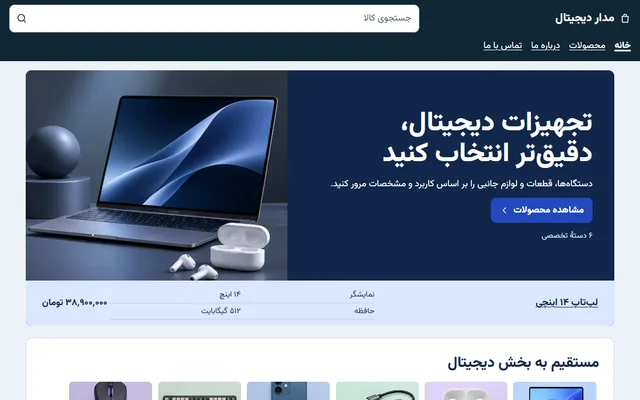 مدار دیجیتال
جستجوی کالا
خانه
محصولات
درباره ما
تماس با ما
تجهیزات دیجیتال،
دقیق‌تر انتخاب کنید
دستگاه‌ها، قطعات و لوازم جانبی را بر اساس کاربرد و مشخصات مرور کنید.
مشاهده محصولات
۶ دستهٔ تخصصی
لپ‌تاپ ۱۴ اینچی
نمایشگر ۱۴ اینچ
حافظه ۵۱۲ گیگابایت
۳۸,۹۰۰,۰۰۰ تومان
مستقیم به بخش دیجیتال